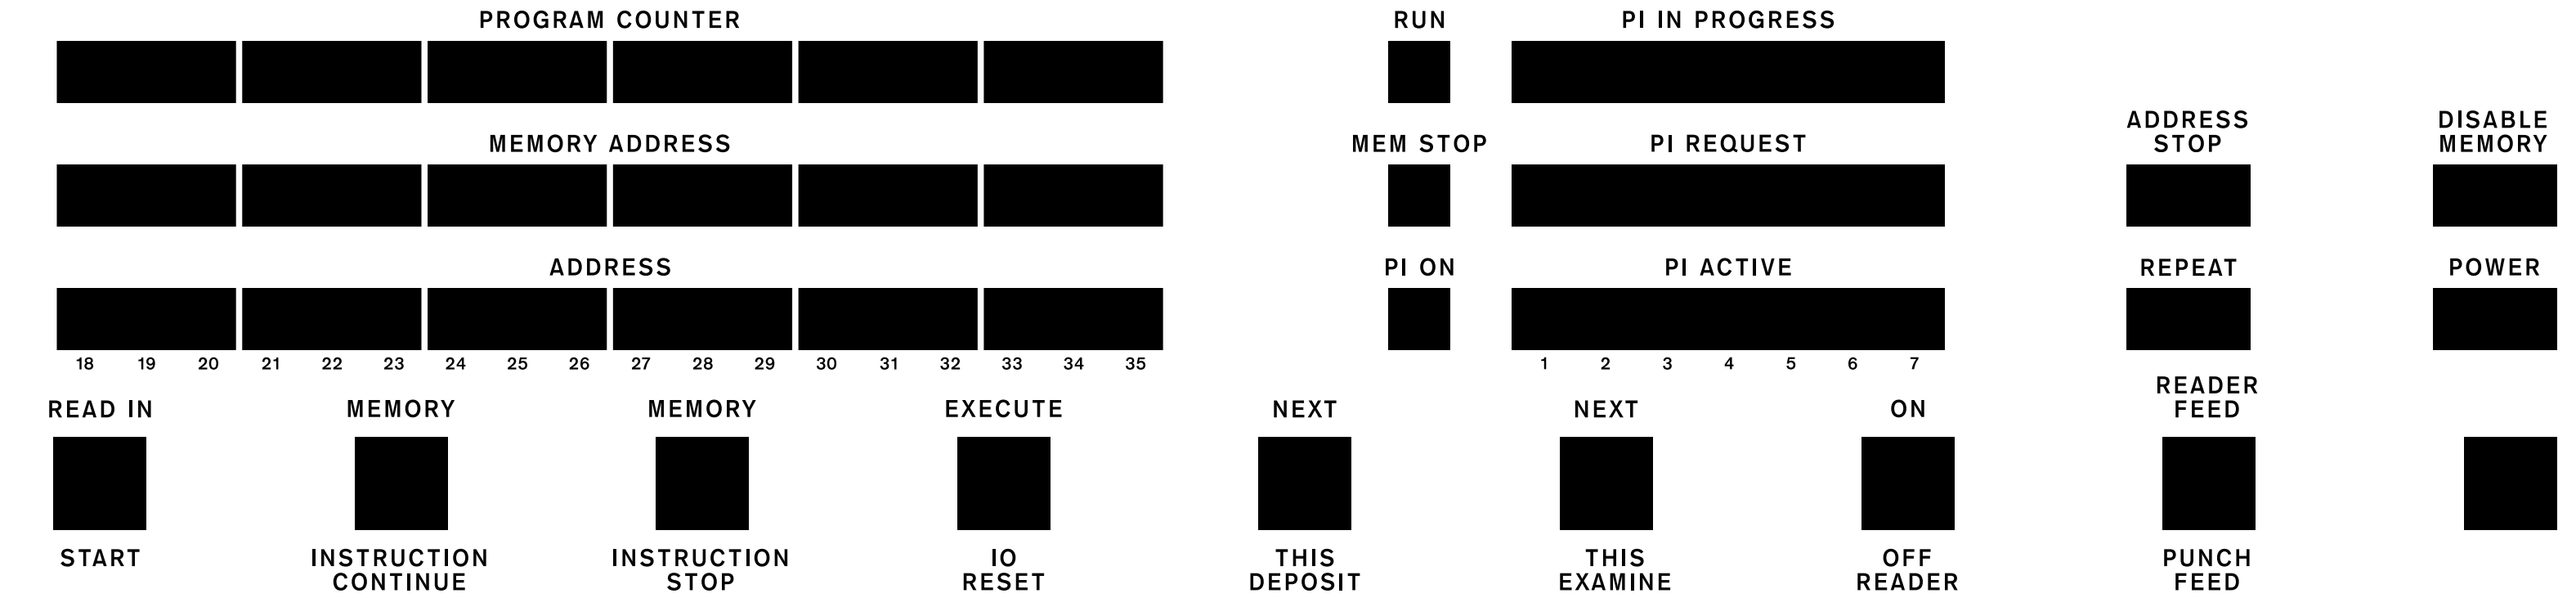 PROGRAM COUNTER RUN PI IN PROGRESS
ADDRESS DISABLE
MEMORY ADDRESS MEM STOP PI REQUEST STOP MEMORY
ADDRESS PI ON PI ACTIVE REPEAT POWER
18 19 20 21 22 23 24 25 26 27 28 29 30 31 32 33 34 35 1 2 3 4 5 6 7
READER
READ IN MEMORY MEMORY EXECUTE NEXT NEXT ON FEED
START INSTRUCTION INSTRUCTION IO THIS THIS OFF PUNCH
CONTINUE STOP RESET DEPOSIT EXAMINE READER FEED